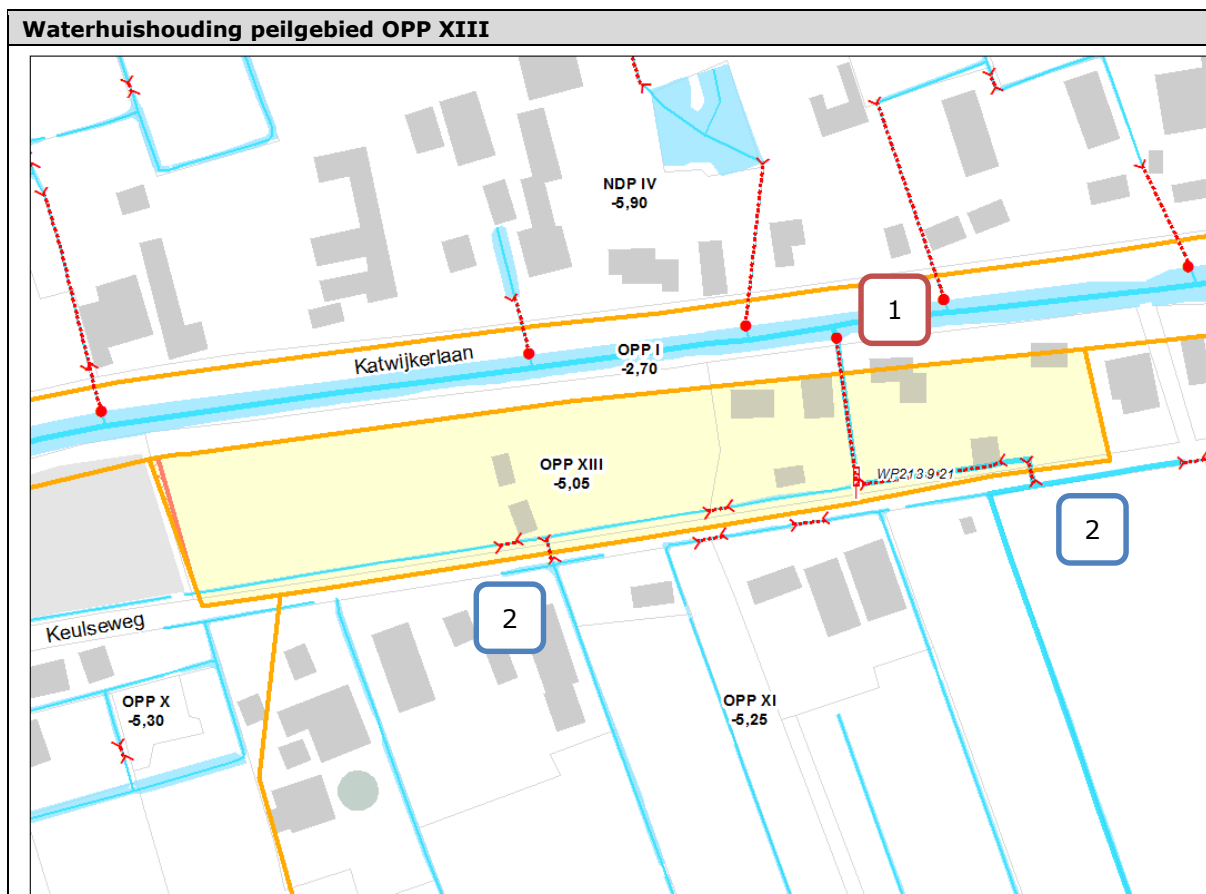 Waterhuishouding peilgebied OPP XIII
NDP IV
-5,90
1
Katwijkerlaan
OPP I
-2,70
OPP XIII
-5,05
WP213 9 21
2
2
Keulseweg
OPP X
-5,30
OPP XI
-5,25